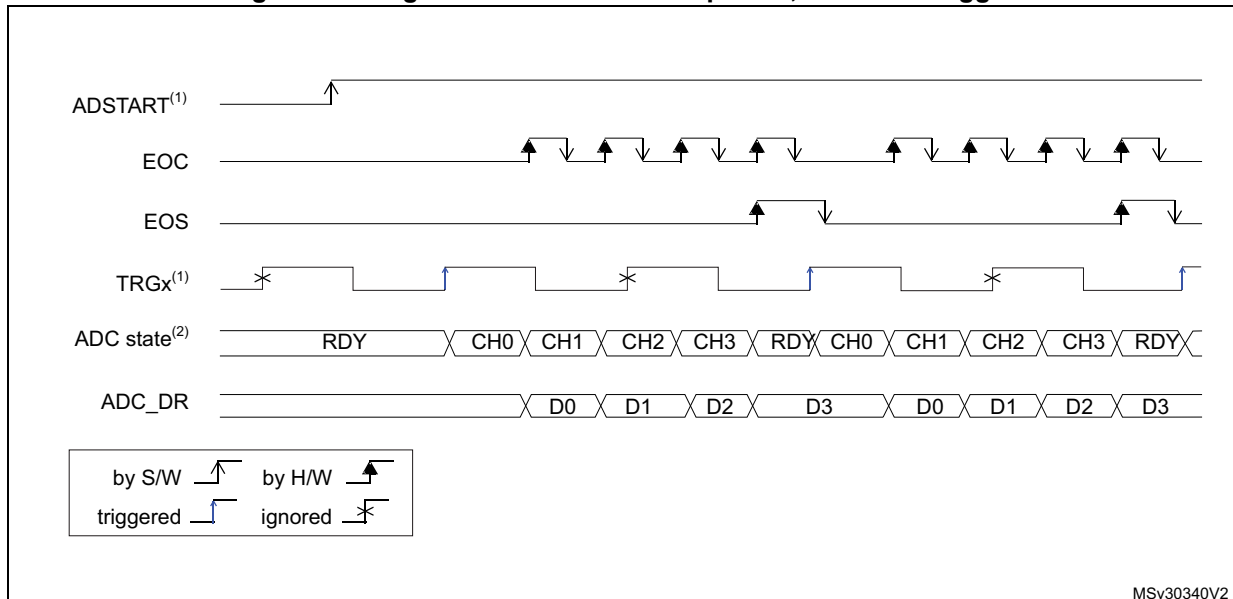 ADSTART(1)
EOC
EOS
TRGx(1)
ADC state(2) RDY CH0 CH1 CH2 CH3 RDY CH0 CH1 CH2 CH3 RDY
ADC_DR D0 D1 D2 D3 D0 D1 D2 D3
by S/W by H/W
triggered ignored
MSv30340V2